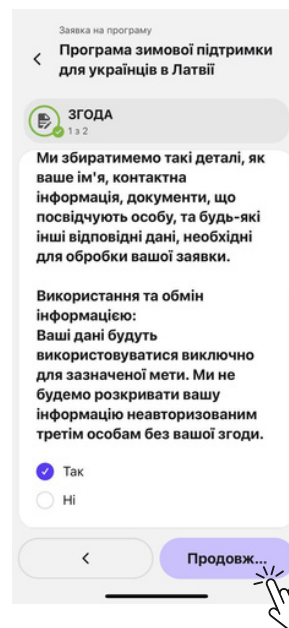 Заявка на програму
Програма зимової підтримки
для українців в Латвії
ЗГОДА
1 з 2
Ми збиратимемо такі деталі, як
ваше ім'я, контактна
інформація, документи, що
посвідчують особу, та будь-які
інші відповідні дані, необхідні
для обробки вашої заявки.
Використання та обмін
інформацією:
Ваші дані будуть
використовуватися виключно
для зазначеної мети. Ми не
будемо розкривати вашу
інформацію неавторизованим
третім особам без вашої згоди.
Так
Ні
Продовж...